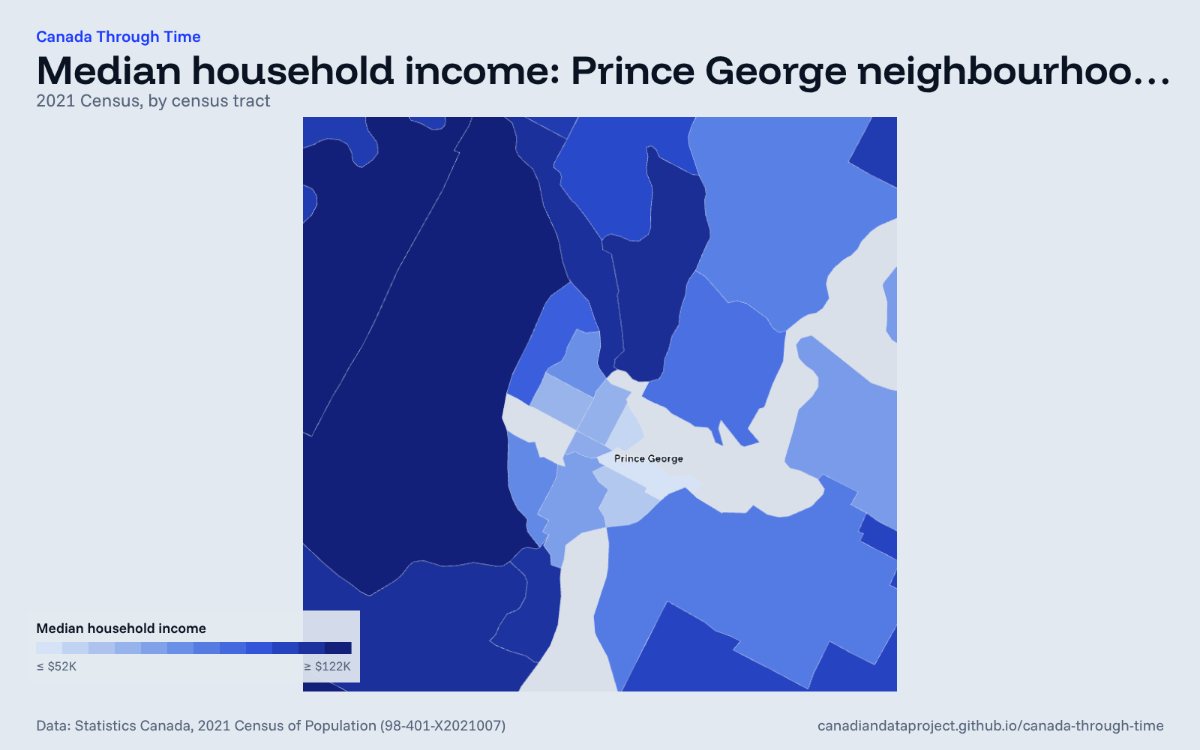 Canada Through Time
Median household income: Prince George neighbourhoo…
2021 Census, by census tract
Prince George
Median household income
≤ $52K
≥ $122K
Data: Statistics Canada, 2021 Census of Population (98-401-X2021007)
canadiandataproject.github.io/canada-through-time